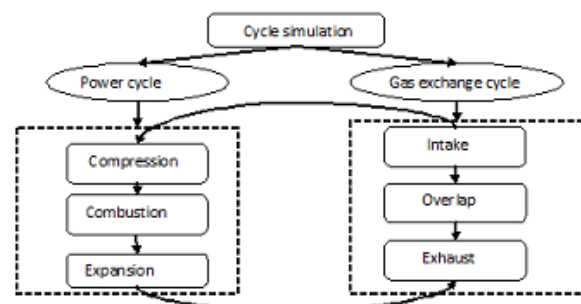 Cycle simulation
Power cycle
Gas exchange cycle
Compression
Combustion
Expansion
Intake
Overlap
Exhaust